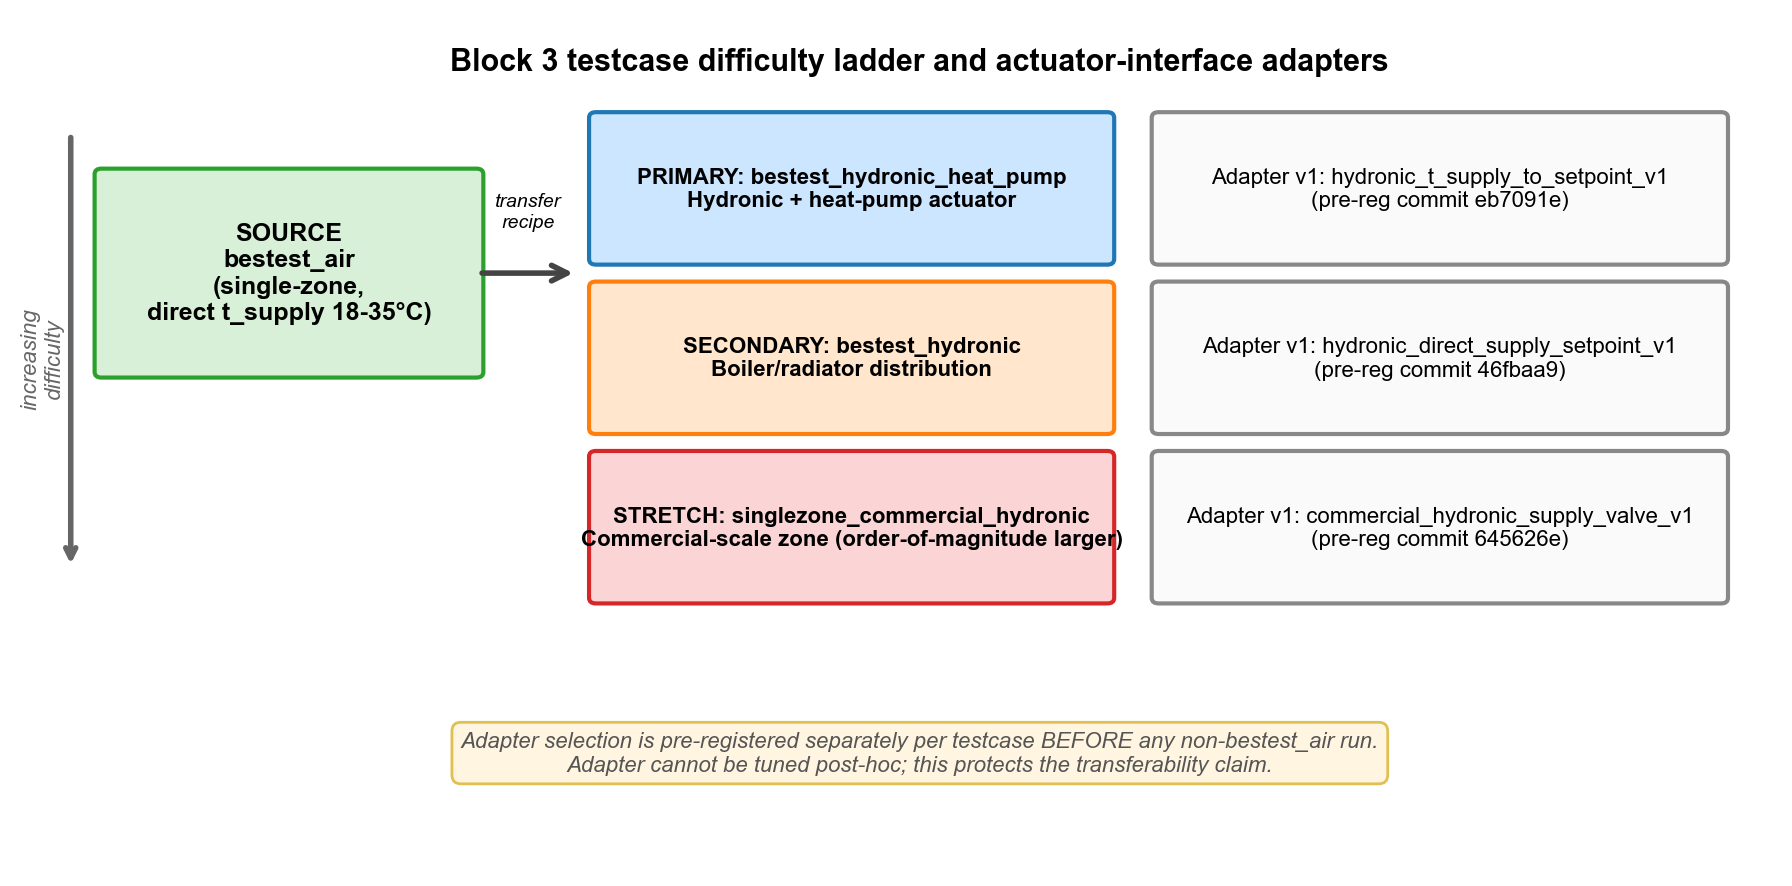 Block 3 testcase difficulty ladder and actuator-interface adapters
increasing
difficulty
SOURCE
bestest_air
(single-zone,
direct t_supply 18-35°C)
transfer
recipe
PRIMARY: bestest_hydronic_heat_pump
Hydronic + heat-pump actuator
Adapter v1: hydronic_t_supply_to_setpoint_v1
(pre-reg commit eb7091e)
SECONDARY: bestest_hydronic
Boiler/radiator distribution
Adapter v1: hydronic_direct_supply_setpoint_v1
(pre-reg commit 46fbaa9)
STRETCH: singlezone_commercial_hydronic
Commercial-scale zone (order-of-magnitude larger)
Adapter v1: commercial_hydronic_supply_valve_v1
(pre-reg commit 645626e)
Adapter selection is pre-registered separately per testcase BEFORE any non-bestest_air run.
Adapter cannot be tuned post-hoc; this protects the transferability claim.